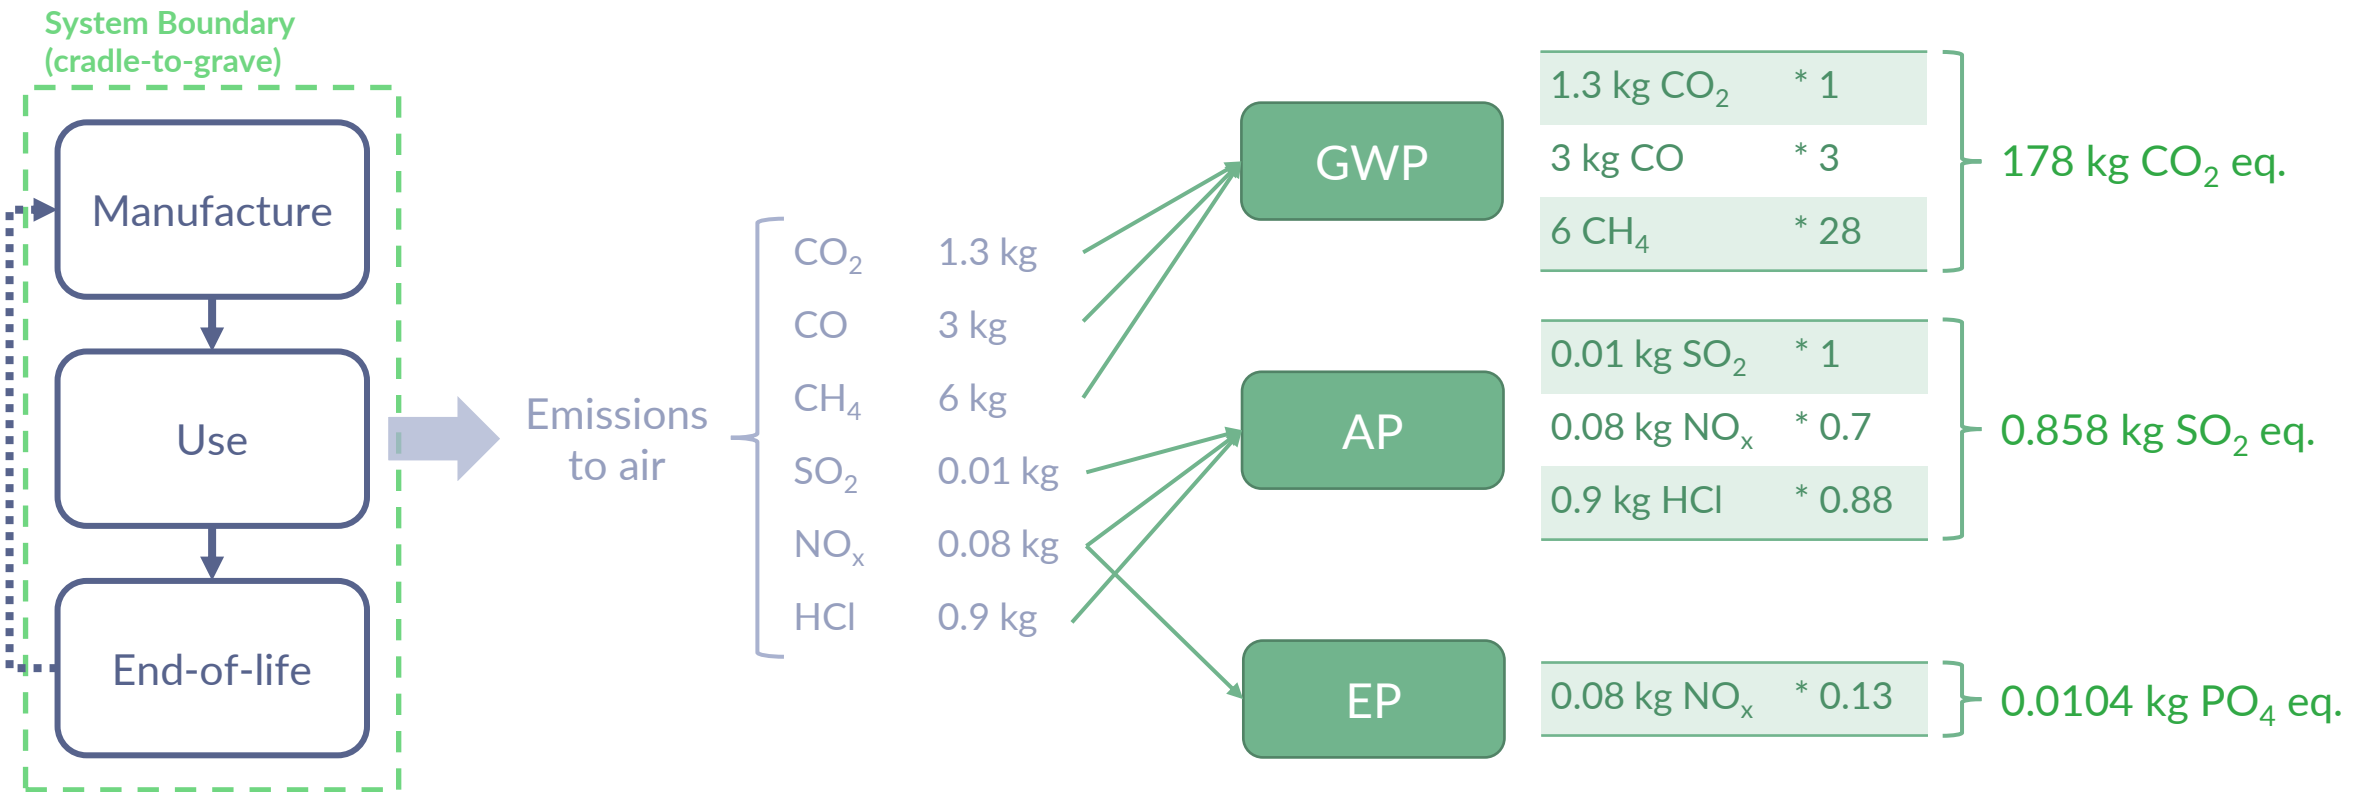 System Boundary
(cradle-to-grave)
Manufacture
Use
End-of-life
Emissions
to air
CO₂ 1.3 kg
CO 3 kg
CH₄ 6 kg
SO₂ 0.01 kg
NOₓ 0.08 kg
HCl 0.9 kg
GWP
1.3 kg CO₂ * 1
3 kg CO * 3
6 CH₄ * 28
178 kg CO₂ eq.
AP
0.01 kg SO₂ * 1
0.08 kg NOₓ * 0.7
0.9 kg HCl * 0.88
0.858 kg SO₂ eq.
EP
0.08 kg NOₓ * 0.13
0.0104 kg PO₄ eq.